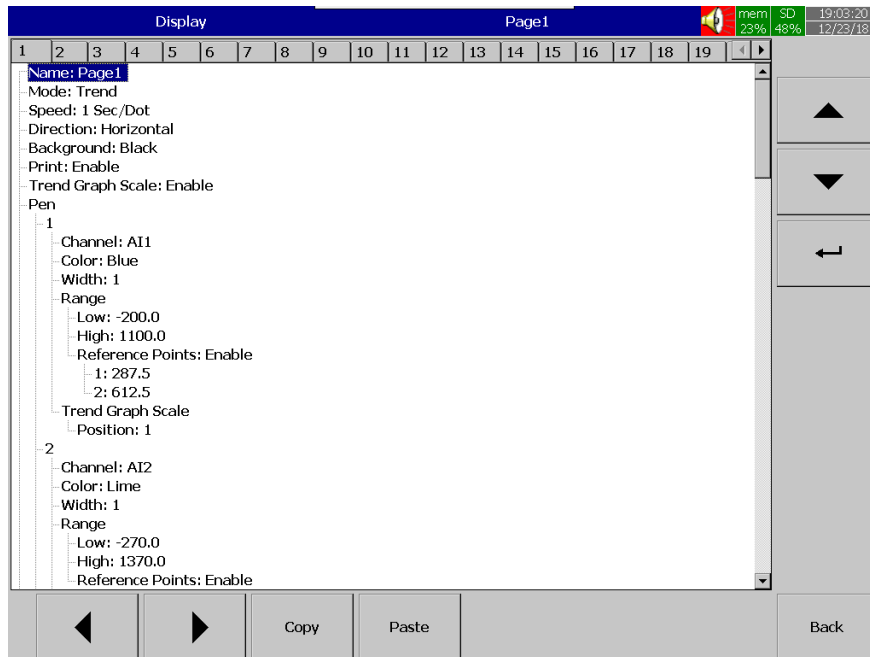 Display Page1 mem 23% SD 48% 19:03:20 12/23/18
1 2 3 4 5 6 7 8 9 10 11 12 13 14 15 16 17 18 19
Name: Page1
Mode: Trend
Speed: 1 Sec/Dot
Direction: Horizontal
Background: Black
Print: Enable
Trend Graph Scale: Enable
Pen
1
Channel: AI1
Color: Blue
Width: 1
Range
Low: -200.0
High: 1100.0
Reference Points: Enable
1: 287.5
2: 612.5
Trend Graph Scale
Position: 1
2
Channel: AI2
Color: Lime
Width: 1
Range
Low: -270.0
High: 1370.0
Reference Points: Enable
Copy Paste Back